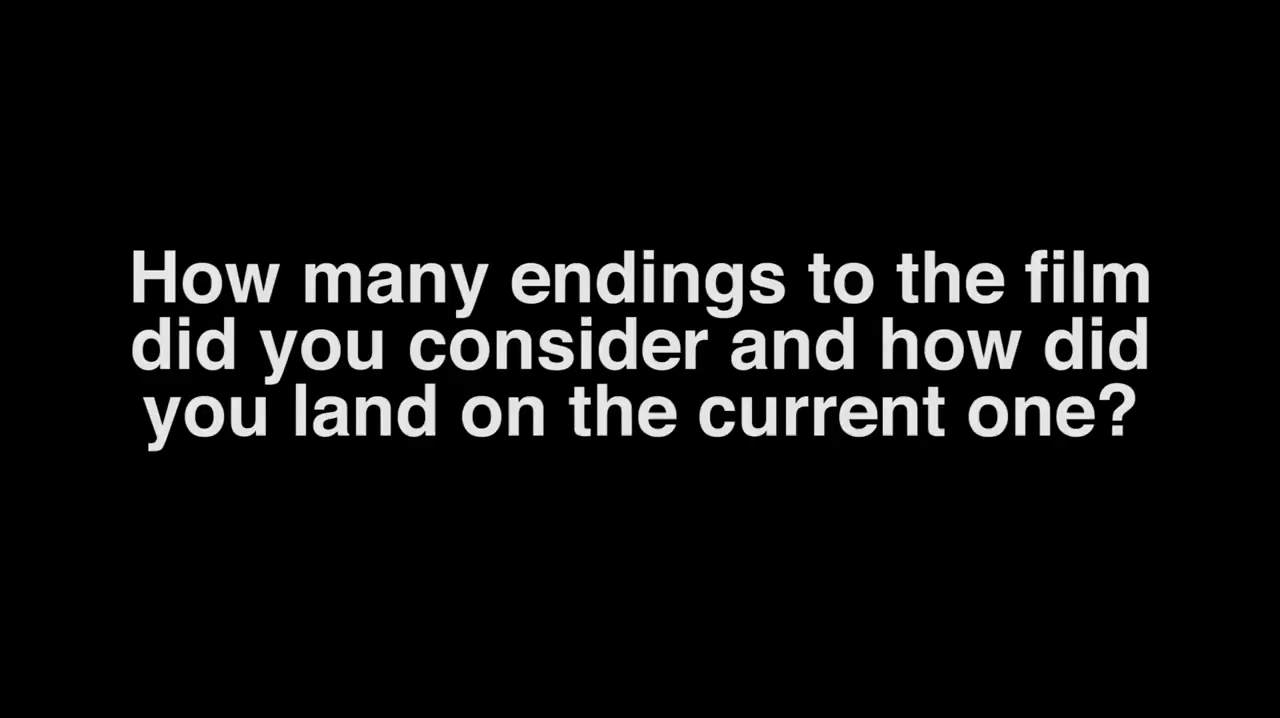 How many endings to the film
did you consider and how did
you land on the current one?